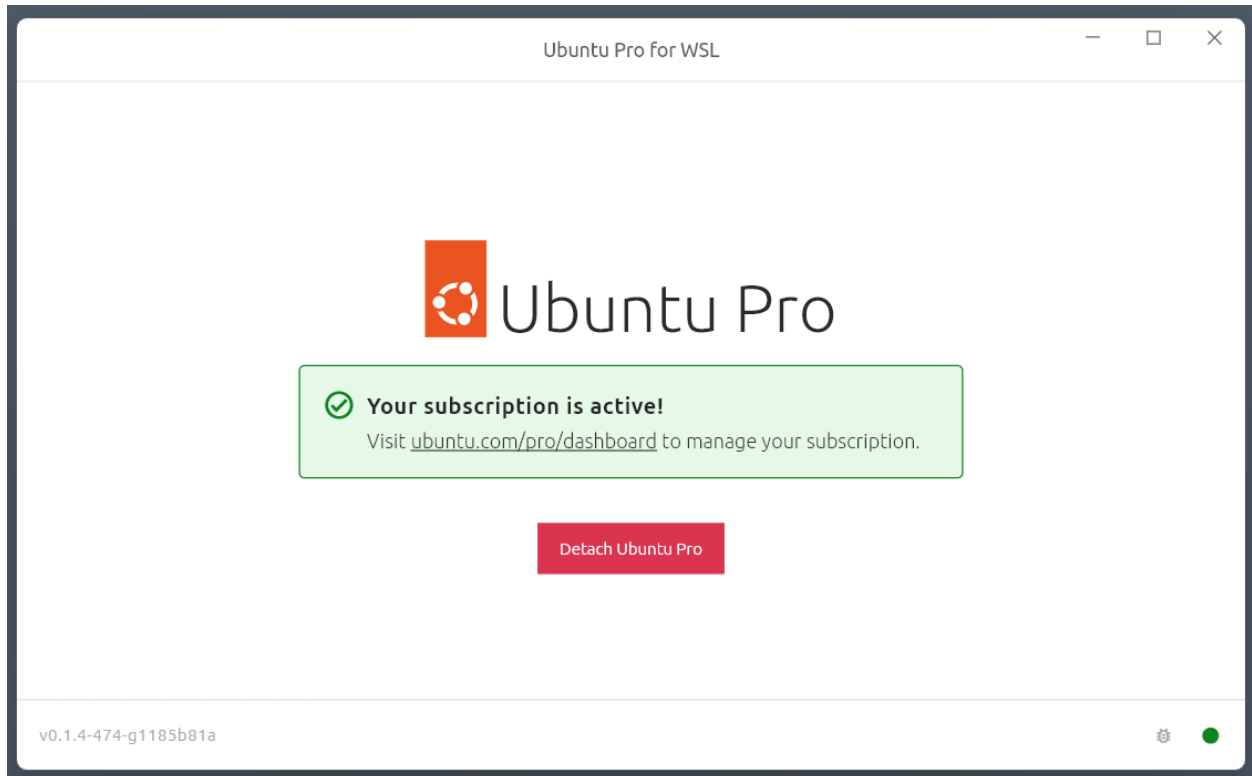 Ubuntu Pro for WSL
Ubuntu Pro
Your subscription is active!
Visit ubuntu.com/pro/dashboard to manage your subscription.
Detach Ubuntu Pro
v0.1.4-474-g1185b81a